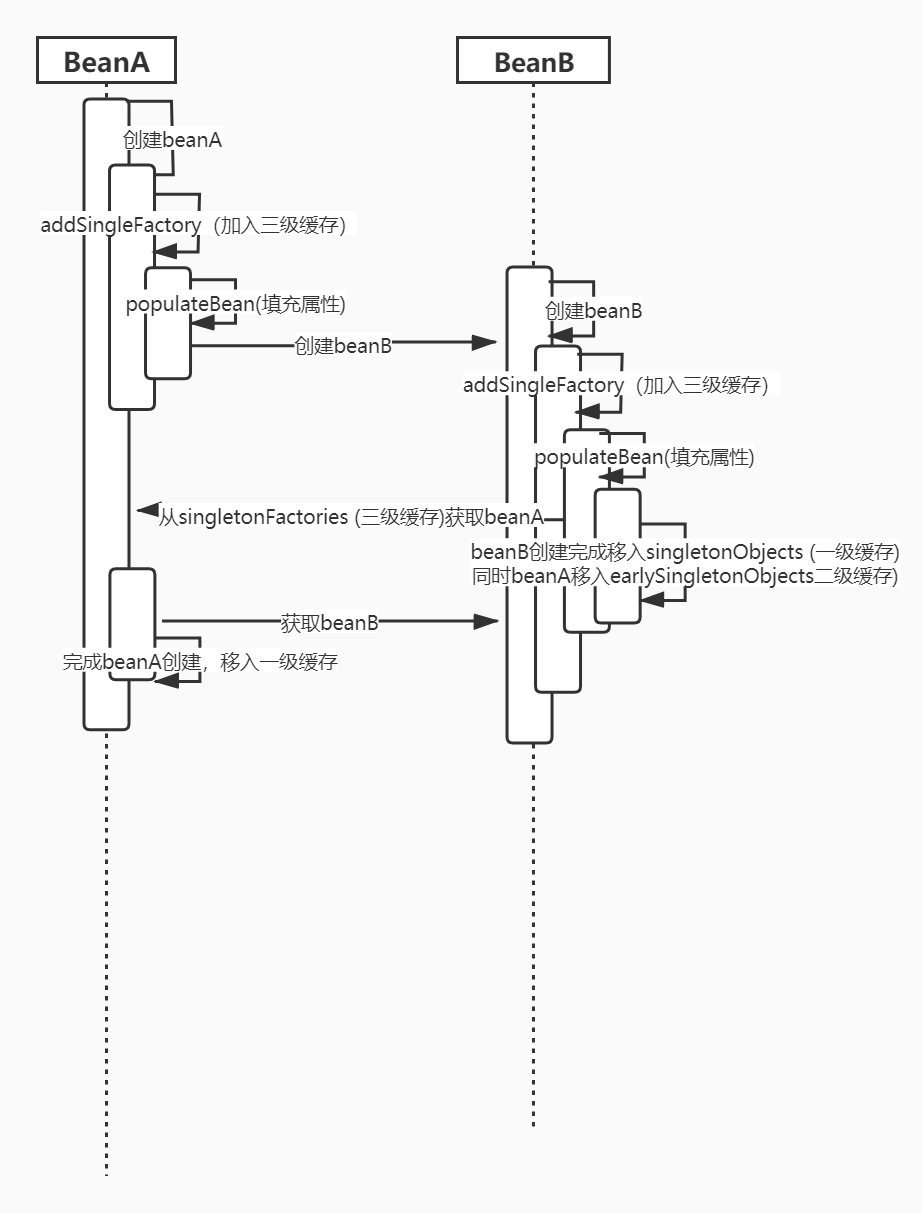 BeanA
BeanB
创建beanA
addSingleFactory（加入三级缓存）
populateBean(填充属性)
创建beanB
创建beanB
addSingleFactory（加入三级缓存）
populateBean(填充属性)
从singletonFactories (三级缓存)获取beanA
beanB创建完成移入singletonObjects (一级缓存)
同时beanA移入earlySingletonObjects二级缓存)
获取beanB
完成beanA创建，移入一级缓存